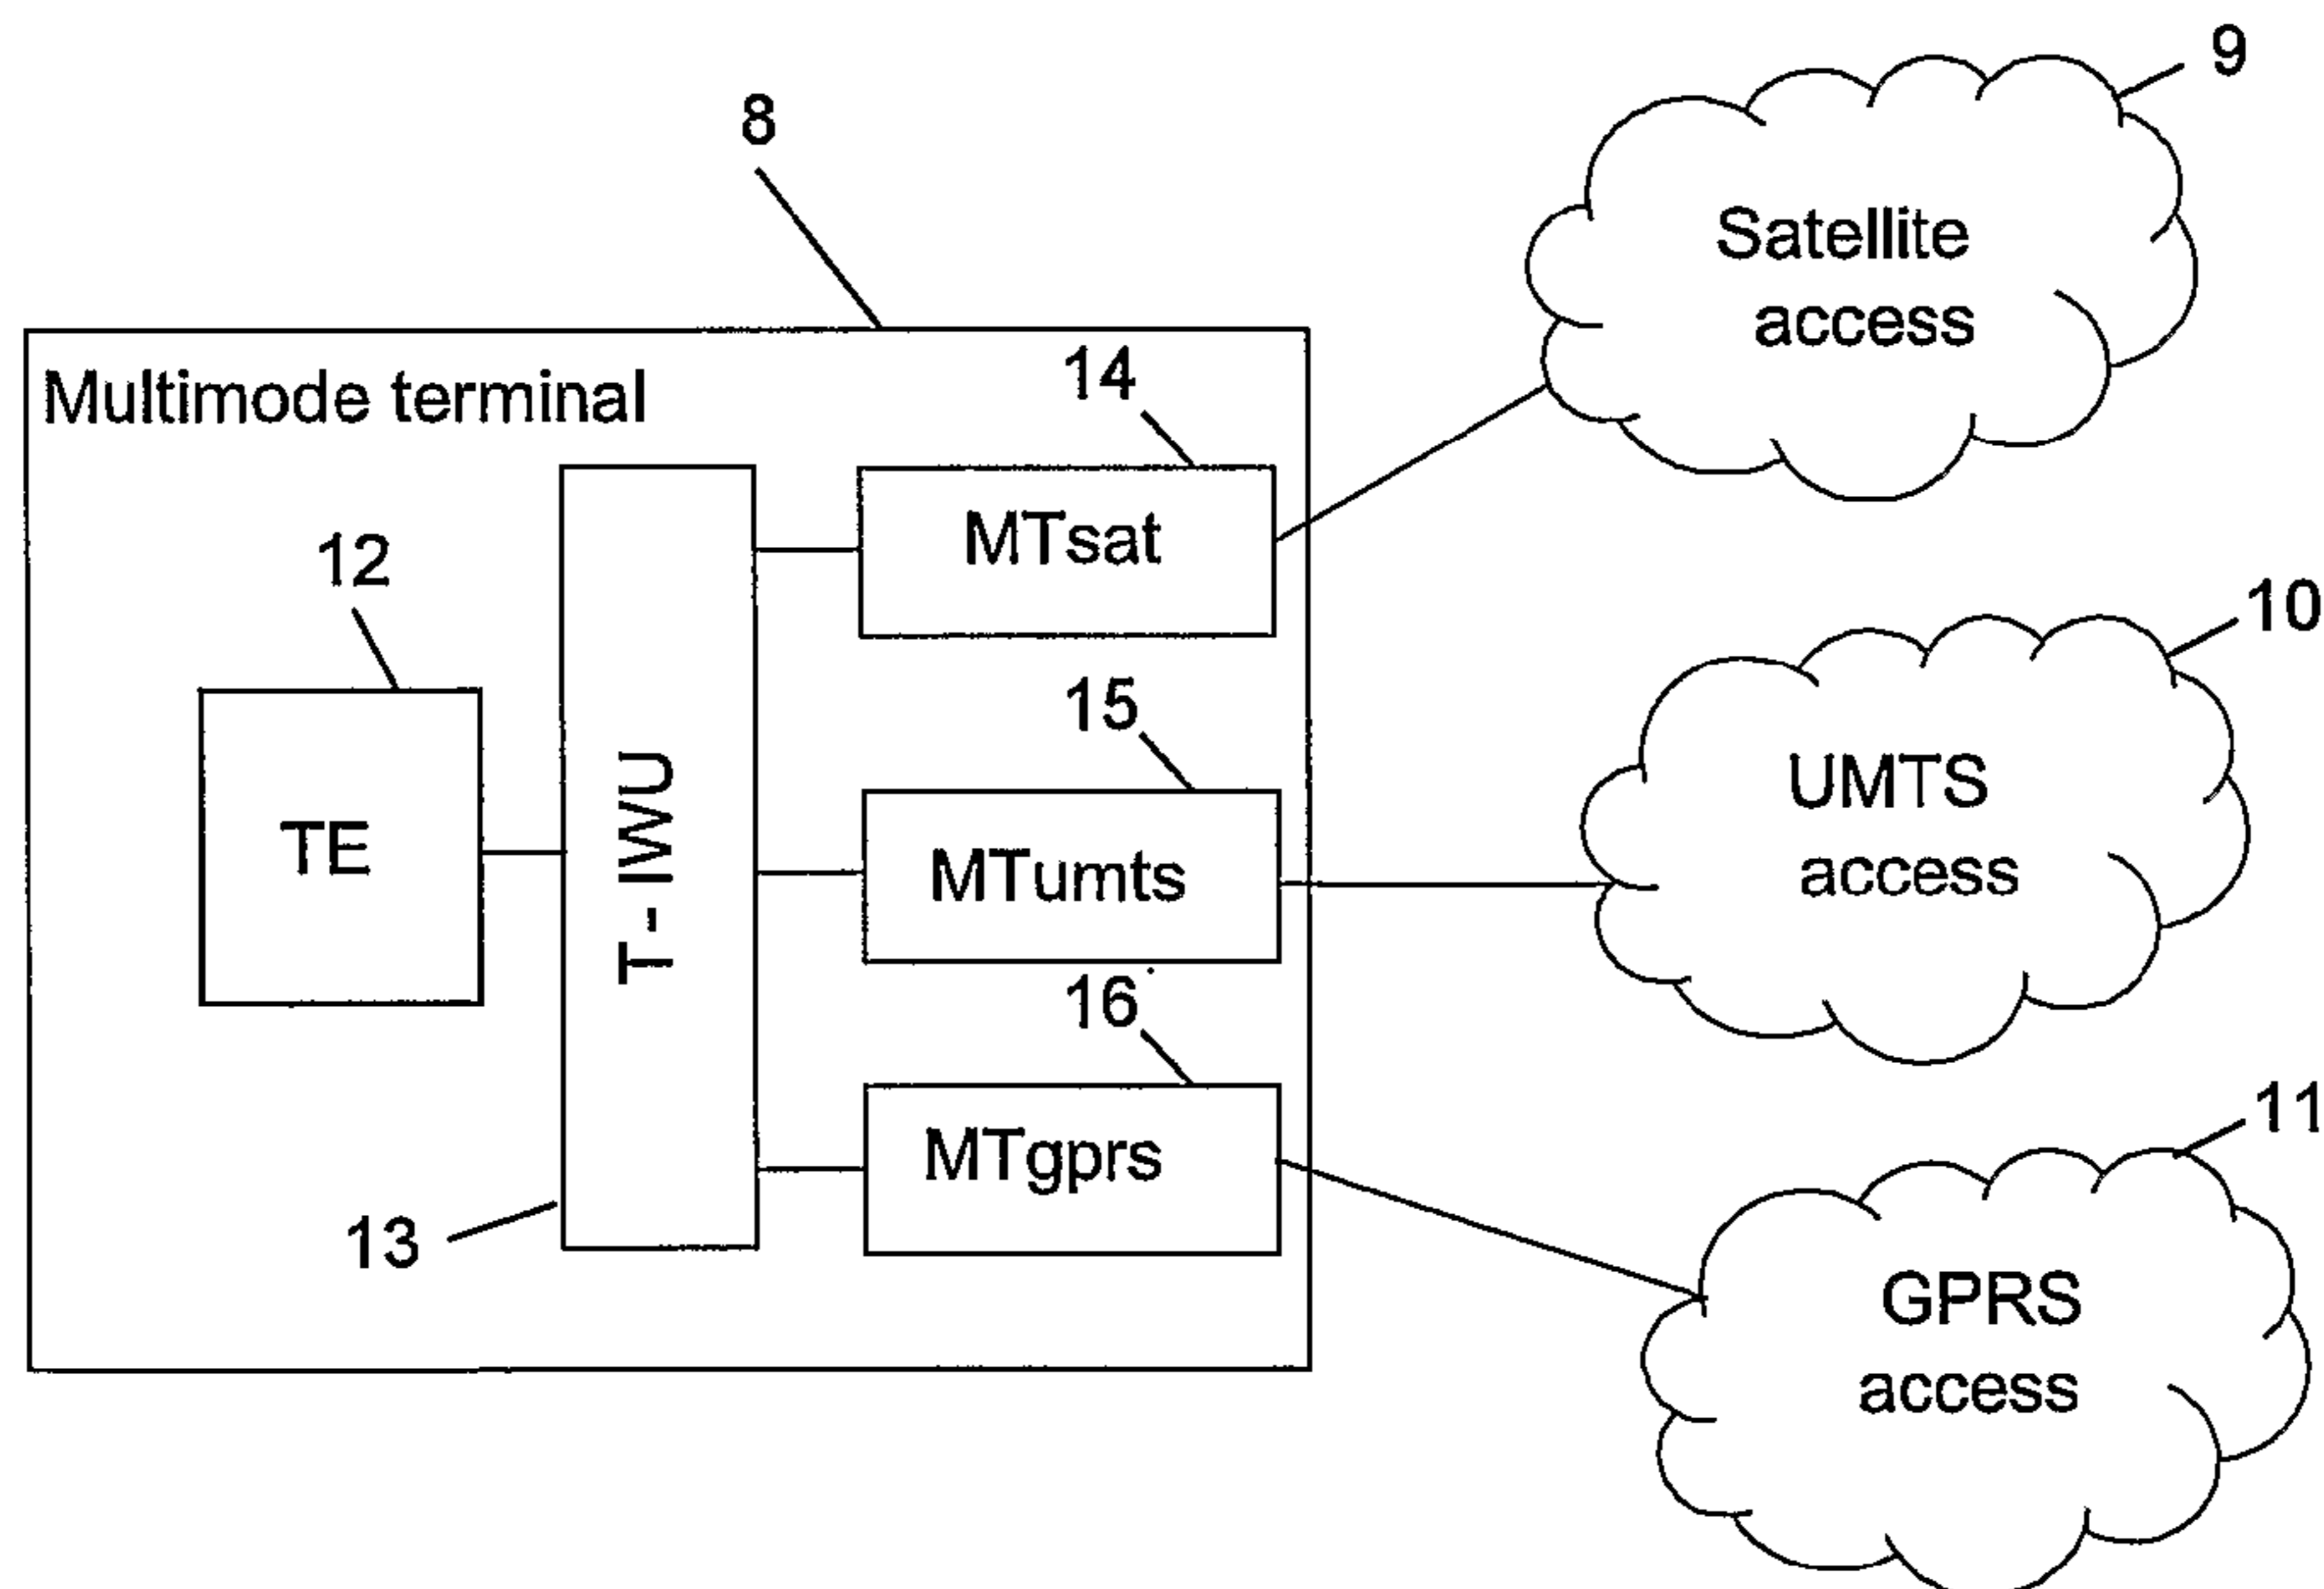 8
9
Satellite
access
Multimode terminal
14
MTsat
12
10
15
TE
T-IWU
MTumts
UMTS
access
16
11
MTgprs
13
GPRS
access